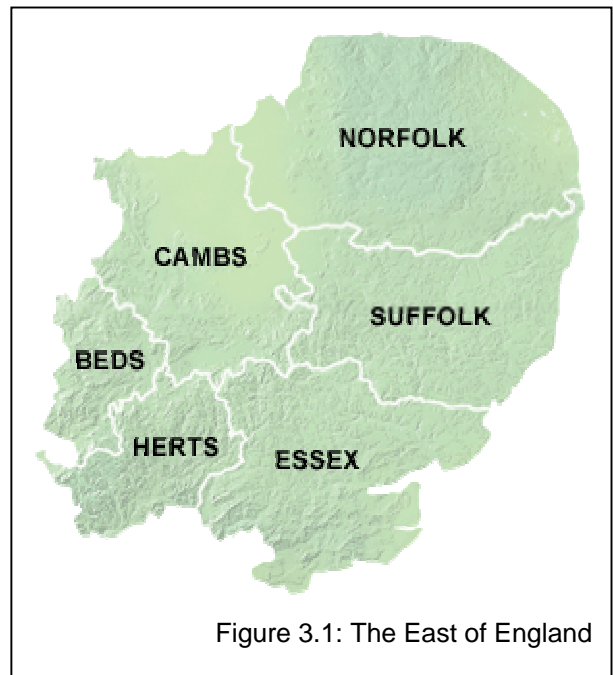 NORFOLK
CAMBS
SUFFOLK
BEDS
HERTS
ESSEX
Figure 3.1: The East of England